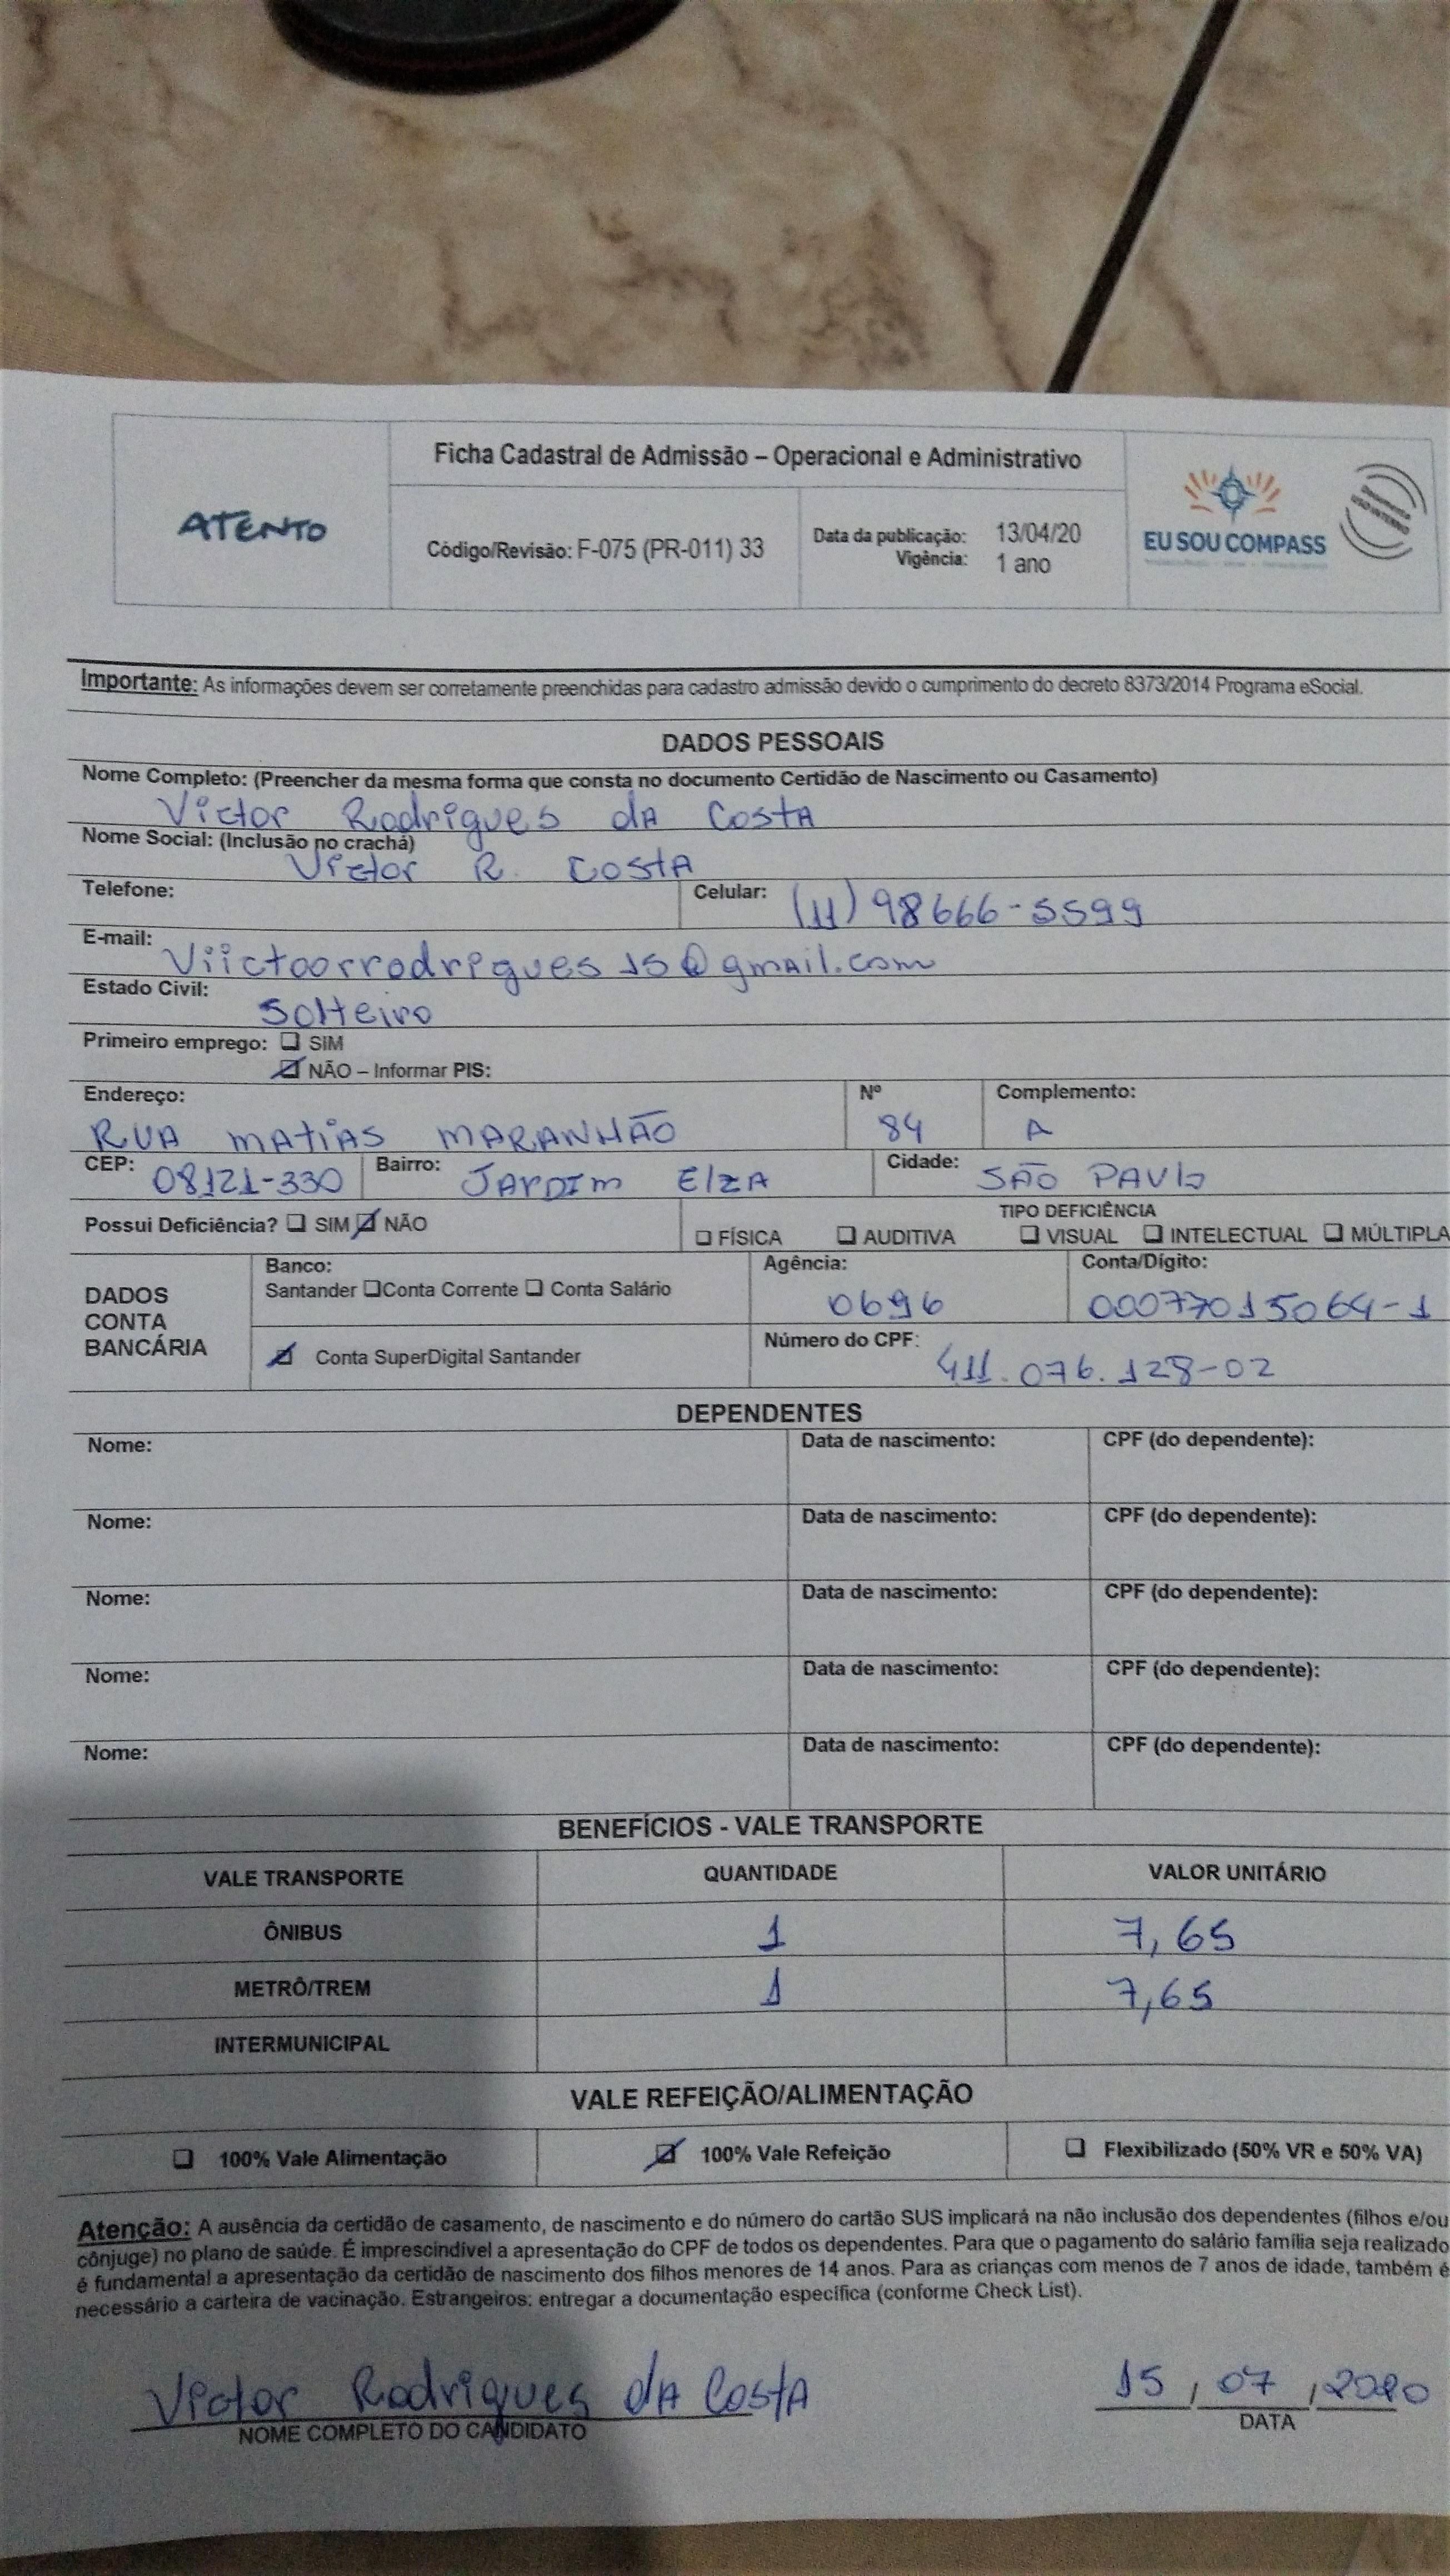 Ficha Cadastral de Admissão – Operacional e Administrativo
ATENTO
Código/Revisão: F-075 (PR-011) 33
Data da publicação: 13/04/20
Vigência: 1 ano
EU SOU COMPASS
Importante: As informações devem ser corretamente preenchidas para cadastro admissão devido o cumprimento do decreto 8373/2014 Programa eSocial.
DADOS PESSOAIS
Nome Completo: (Preencher da mesma forma que consta no documento Certidão de Nascimento ou Casamento)
Victor Rodrigues dA CostA
Nome Social: (Inclusão no crachá)
Victor R. COStA
Telefone: Celular: (11) 98666-5599
E-mail: Viictoorrodrigues15@gmail.com
Estado Civil: Solteiro
Primeiro emprego: ☐ SIM
☑ NÃO – Informar PIS:
Endereço: Nº Complemento:
RUA MATIAS MARANHÃO 84 A
CEP: 08121-330 Bairro: JARDIM ElzA Cidade: SÃO PAVlo
Possui Deficiência? ☐ SIM ☑ NÃO
TIPO DEFICIÊNCIA
☐ FÍSICA ☐ AUDITIVA ☐ VISUAL ☐ INTELECTUAL ☐ MÚLTIPLA
DADOS CONTA BANCÁRIA
Banco:
Santander ☐ Conta Corrente ☐ Conta Salário
Agência: 0696
Conta/Dígito: 00077015064-1
☑ Conta SuperDigital Santander
Número do CPF: 411.076.128-02
DEPENDENTES
Nome: Data de nascimento: CPF (do dependente):
Nome: Data de nascimento: CPF (do dependente):
Nome: Data de nascimento: CPF (do dependente):
Nome: Data de nascimento: CPF (do dependente):
Nome: Data de nascimento: CPF (do dependente):
BENEFÍCIOS - VALE TRANSPORTE
VALE TRANSPORTE QUANTIDADE VALOR UNITÁRIO
ÔNIBUS 1 7,65
METRÔ/TREM 1 7,65
INTERMUNICIPAL
VALE REFEIÇÃO/ALIMENTAÇÃO
☐ 100% Vale Alimentação ☑ 100% Vale Refeição ☐ Flexibilizado (50% VR e 50% VA)
Atenção: A ausência da certidão de casamento, de nascimento e do número do cartão SUS implicará na não inclusão dos dependentes (filhos e/ou
cônjuge) no plano de saúde. É imprescindível a apresentação do CPF de todos os dependentes. Para que o pagamento do salário família seja realizado
é fundamental a apresentação da certidão de nascimento dos filhos menores de 14 anos. Para as crianças com menos de 7 anos de idade, também é
necessário a carteira de vacinação. Estrangeiros: entregar a documentação específica (conforme Check List).
Victor Rodrigues dA CostA 15/07/2020
NOME COMPLETO DO CANDIDATO DATA